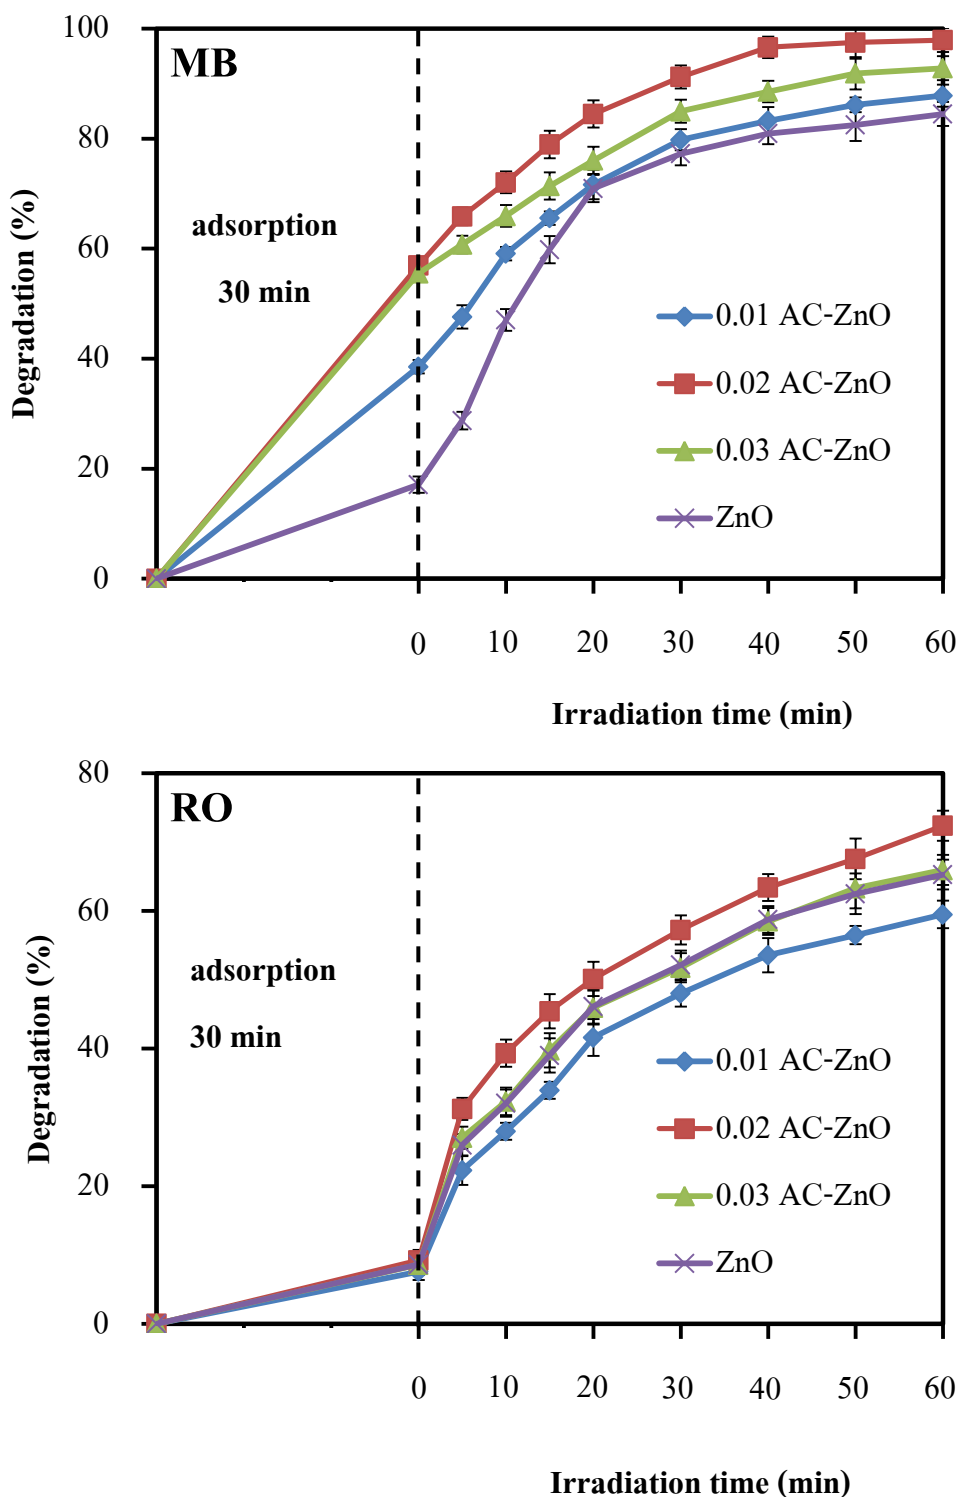 100
MB
80
adsorption
60
30 min
0.01 AC-ZnO
40
0.02 AC-ZnO
0.03 AC-ZnO
20
ZnO
0
Degradation (%)
0 10 20 30 40 50 60
Irradiation time (min)
80
RO
60
adsorption
30 min
40
0.01 AC-ZnO
0.02 AC-ZnO
20
0.03 AC-ZnO
ZnO
0
Degradation (%)
0 10 20 30 40 50 60
Irradiation time (min)